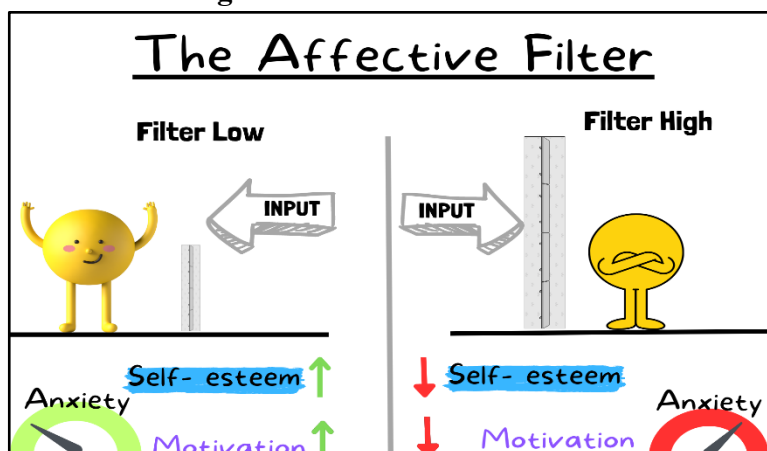 The Affective Filter
Filter Low
Filter High
INPUT
INPUT
Self- esteem
Self- esteem
Anxiety
Anxiety
Motivation
Motivation